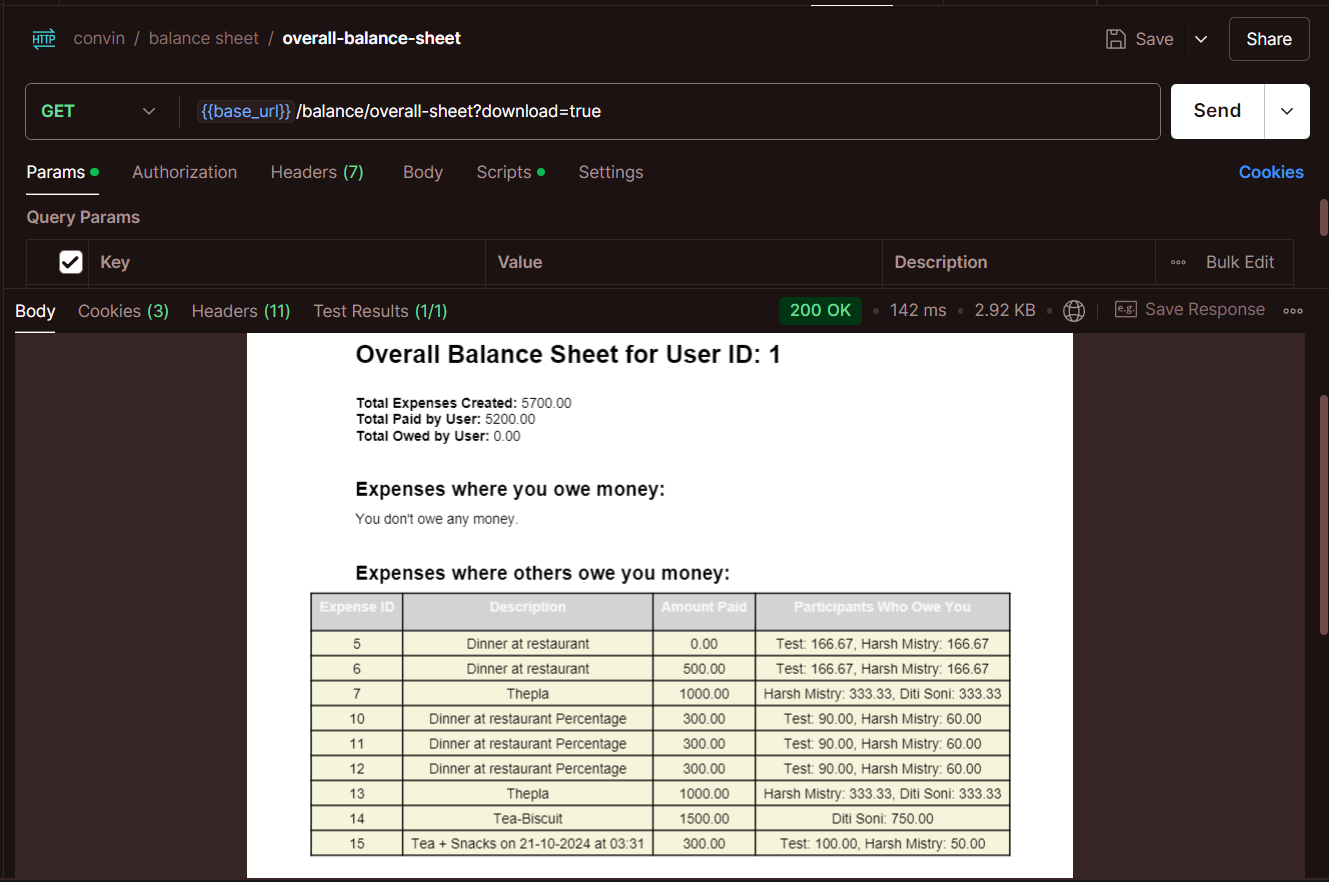 HTTP convin / balance sheet / overall-balance-sheet Save Share
GET {{base_url}} /balance/overall-sheet?download=true Send
Params Authorization Headers (7) Body Scripts Settings Cookies
Query Params
Key Value Description Bulk Edit
Body Cookies (3) Headers (11) Test Results (1/1) 200 OK • 142 ms • 2.92 KB • e.g. Save Response
Overall Balance Sheet for User ID: 1
Total Expenses Created: 5700.00
Total Paid by User: 5200.00
Total Owed by User: 0.00
Expenses where you owe money:
You don't owe any money.
Expenses where others owe you money:
Expense ID Description Amount Paid Participants Who Owe You
5 Dinner at restaurant 0.00 Test: 166.67, Harsh Mistry: 166.67
6 Dinner at restaurant 500.00 Test: 166.67, Harsh Mistry: 166.67
7 Thepla 1000.00 Harsh Mistry: 333.33, Diti Soni: 333.33
10 Dinner at restaurant Percentage 300.00 Test: 90.00, Harsh Mistry: 60.00
11 Dinner at restaurant Percentage 300.00 Test: 90.00, Harsh Mistry: 60.00
12 Dinner at restaurant Percentage 300.00 Test: 90.00, Harsh Mistry: 60.00
13 Thepla 1000.00 Harsh Mistry: 333.33, Diti Soni: 333.33
14 Tea-Biscuit 1500.00 Diti Soni: 750.00
15 Tea + Snacks on 21-10-2024 at 03:31 300.00 Test: 100.00, Harsh Mistry: 50.00